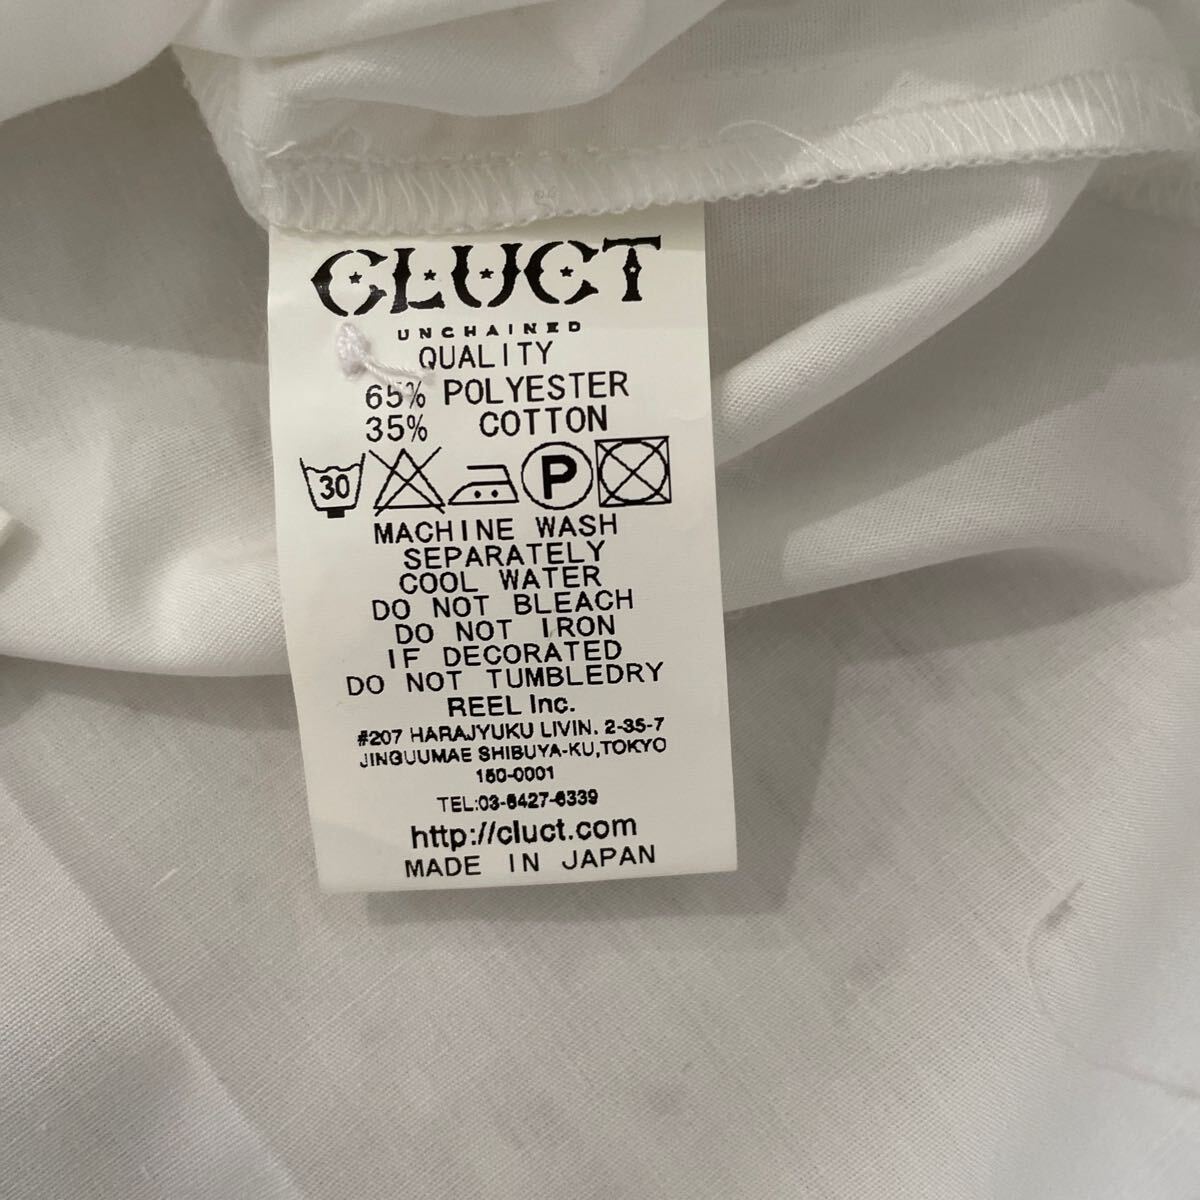 CLUCT
UNCHAINED
QUALITY
65% POLYESTER
35% COTTON
30 P
MACHINE WASH
SEPARATELY
COOL WATER
DO NOT BLEACH
DO NOT IRON
IF DECORATED
DO NOT TUMBLEDRY
REEL Inc.
#207 HARAJYUKU LIVIN. 2-35-7
JINGUUMAE SHIBUYA-KU,TOKYO
150-0001
TEL:03-6427-6339
http://cluct.com
MADE IN JAPAN